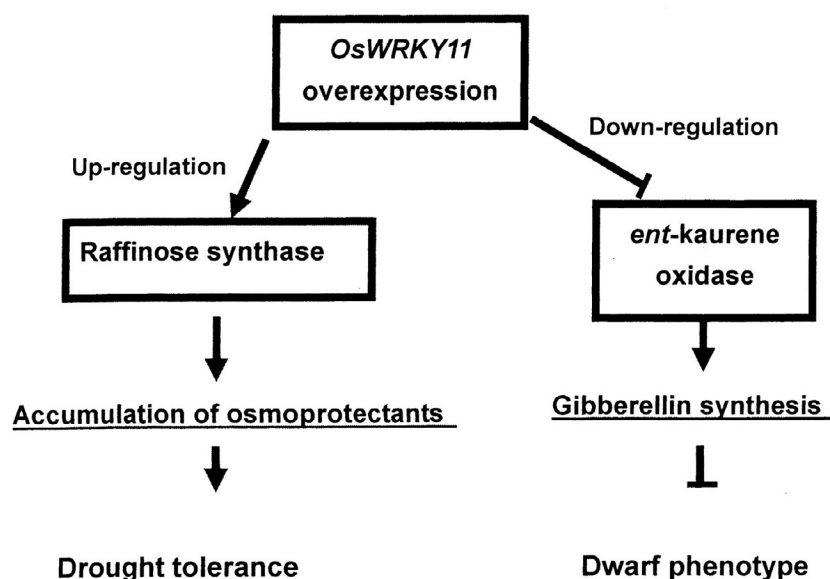 OsWRKY11
overexpression
Up-regulation
Down-regulation
Raffinose synthase
ent-kaurene
oxidase
Accumulation of osmoprotectants
Gibberellin synthesis
Drought tolerance
Dwarf phenotype